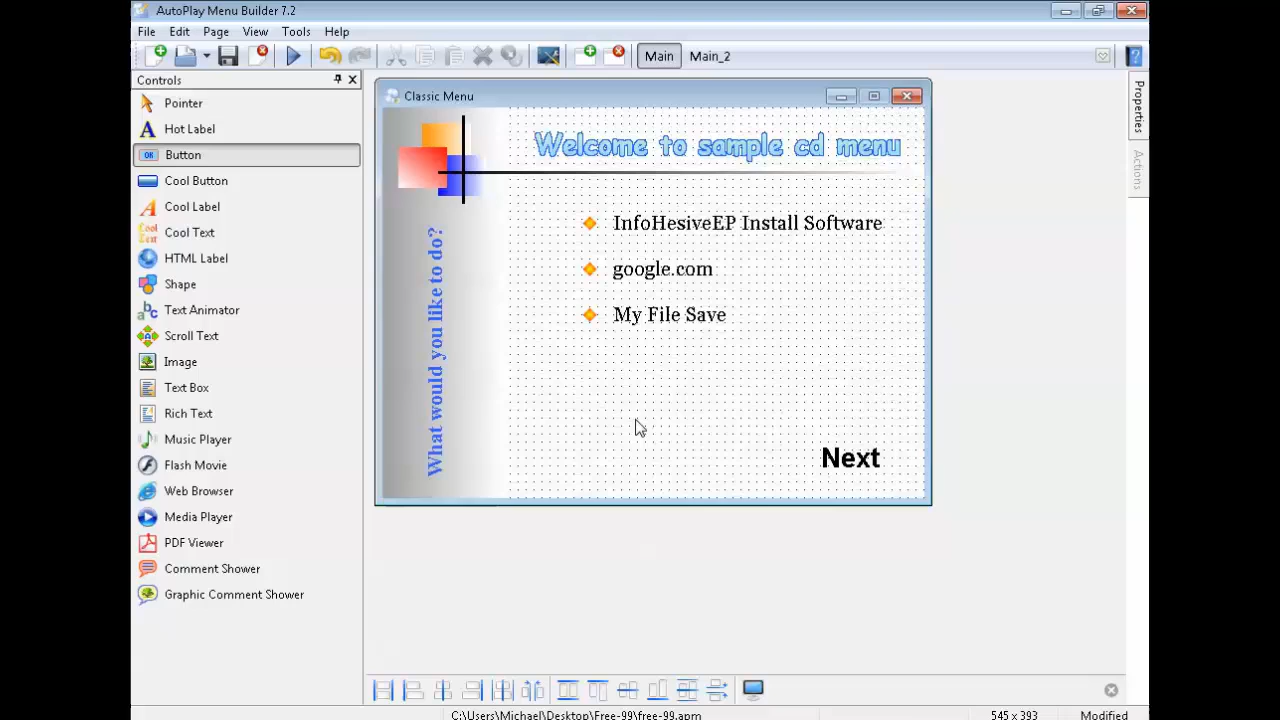 AutoPlay Menu Builder 7.2
File Edit Page View Tools Help
Main Main_2
Controls
Pointer
Hot Label
OK Button
Cool Button
Cool Label
Cool Text Cool Text
HTML Label
Shape
abc Text Animator
A Scroll Text
Image
Text Box
Rich Text
Music Player
Flash Movie
Web Browser
Media Player
PDF Viewer
Comment Shower
Graphic Comment Shower
Classic Menu
Welcome to sample cd menu
What would you like to do?
InfoHesiveEP Install Software
google.com
My File Save
Next
Properties
Actions
C:\Users\Michael\Desktop\Free-99\free-99.apm 545 x 393 Modified